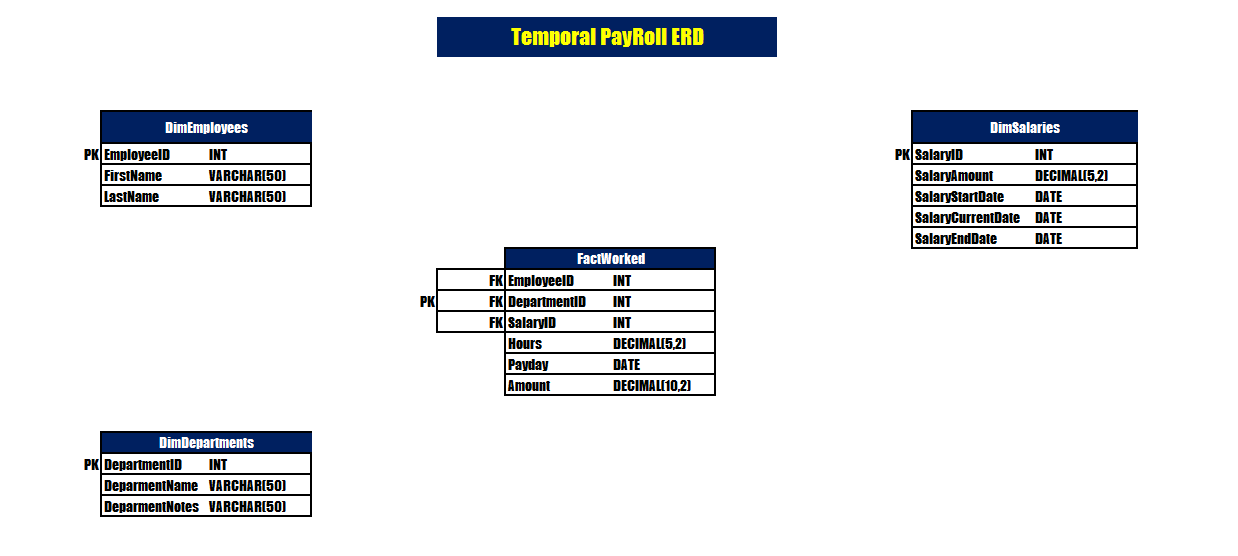 Temporal PayRoll ERD
DimEmployees
PK EmployeeID INT
FirstName VARCHAR(50)
LastName VARCHAR(50)
DimSalaries
PK SalaryID INT
SalaryAmount DECIMAL(5,2)
SalaryStartDate DATE
SalaryCurrentDate DATE
SalaryEndDate DATE
FactWorked
FK EmployeeID INT
PK FK DepartmentID INT
FK SalaryID INT
Hours DECIMAL(5,2)
Payday DATE
Amount DECIMAL(10,2)
DimDepartments
PK DepartmentID INT
DeparmentName VARCHAR(50)
DeparmentNotes VARCHAR(50)